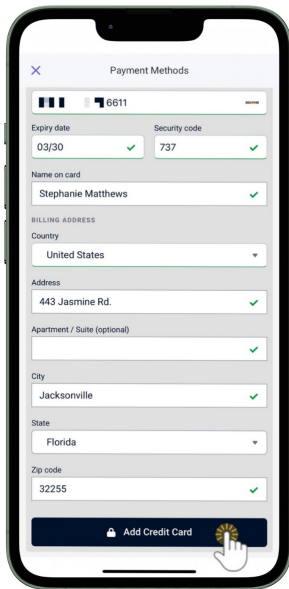 Payment Methods
6611
Expiry date Security code
03/30 737
Name on card
Stephanie Matthews
BILLING ADDRESS
Country
United States
Address
443 Jasmine Rd.
Apartment / Suite (optional)
City
Jacksonville
State
Florida
Zip code
32255
Add Credit Card